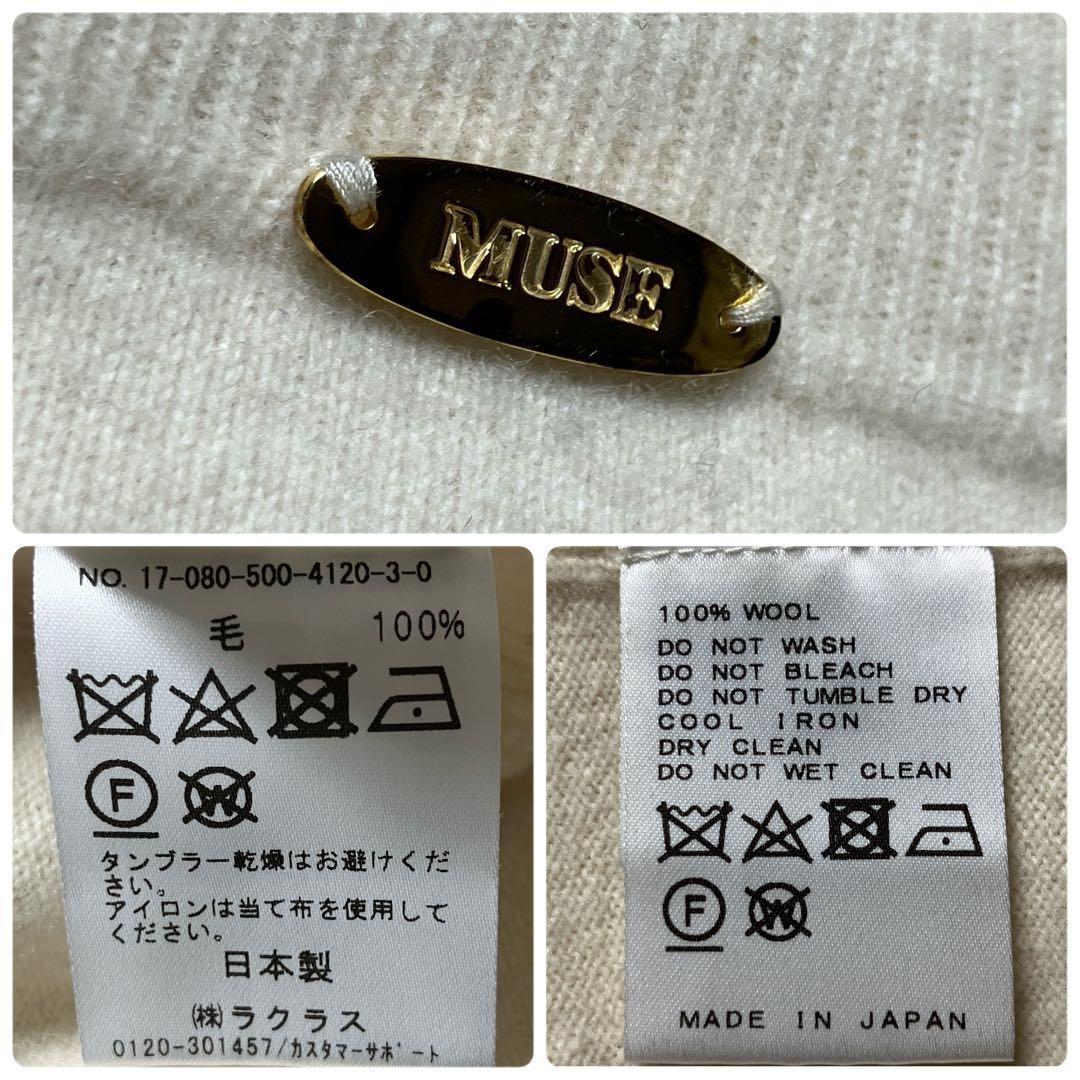 MUSE
NO. 17-080-500-4120-3-0
毛 100%
F W
タンブラー乾燥はお避けくだ
さい。
アイロンは当て布を使用して
ください。
日本製
(株)ラクラス
0120-301457/カスタマーサポート
100% WOOL
DO NOT WASH
DO NOT BLEACH
DO NOT TUMBLE DRY
COOL IRON
DRY CLEAN
DO NOT WET CLEAN
F W
MADE IN JAPAN